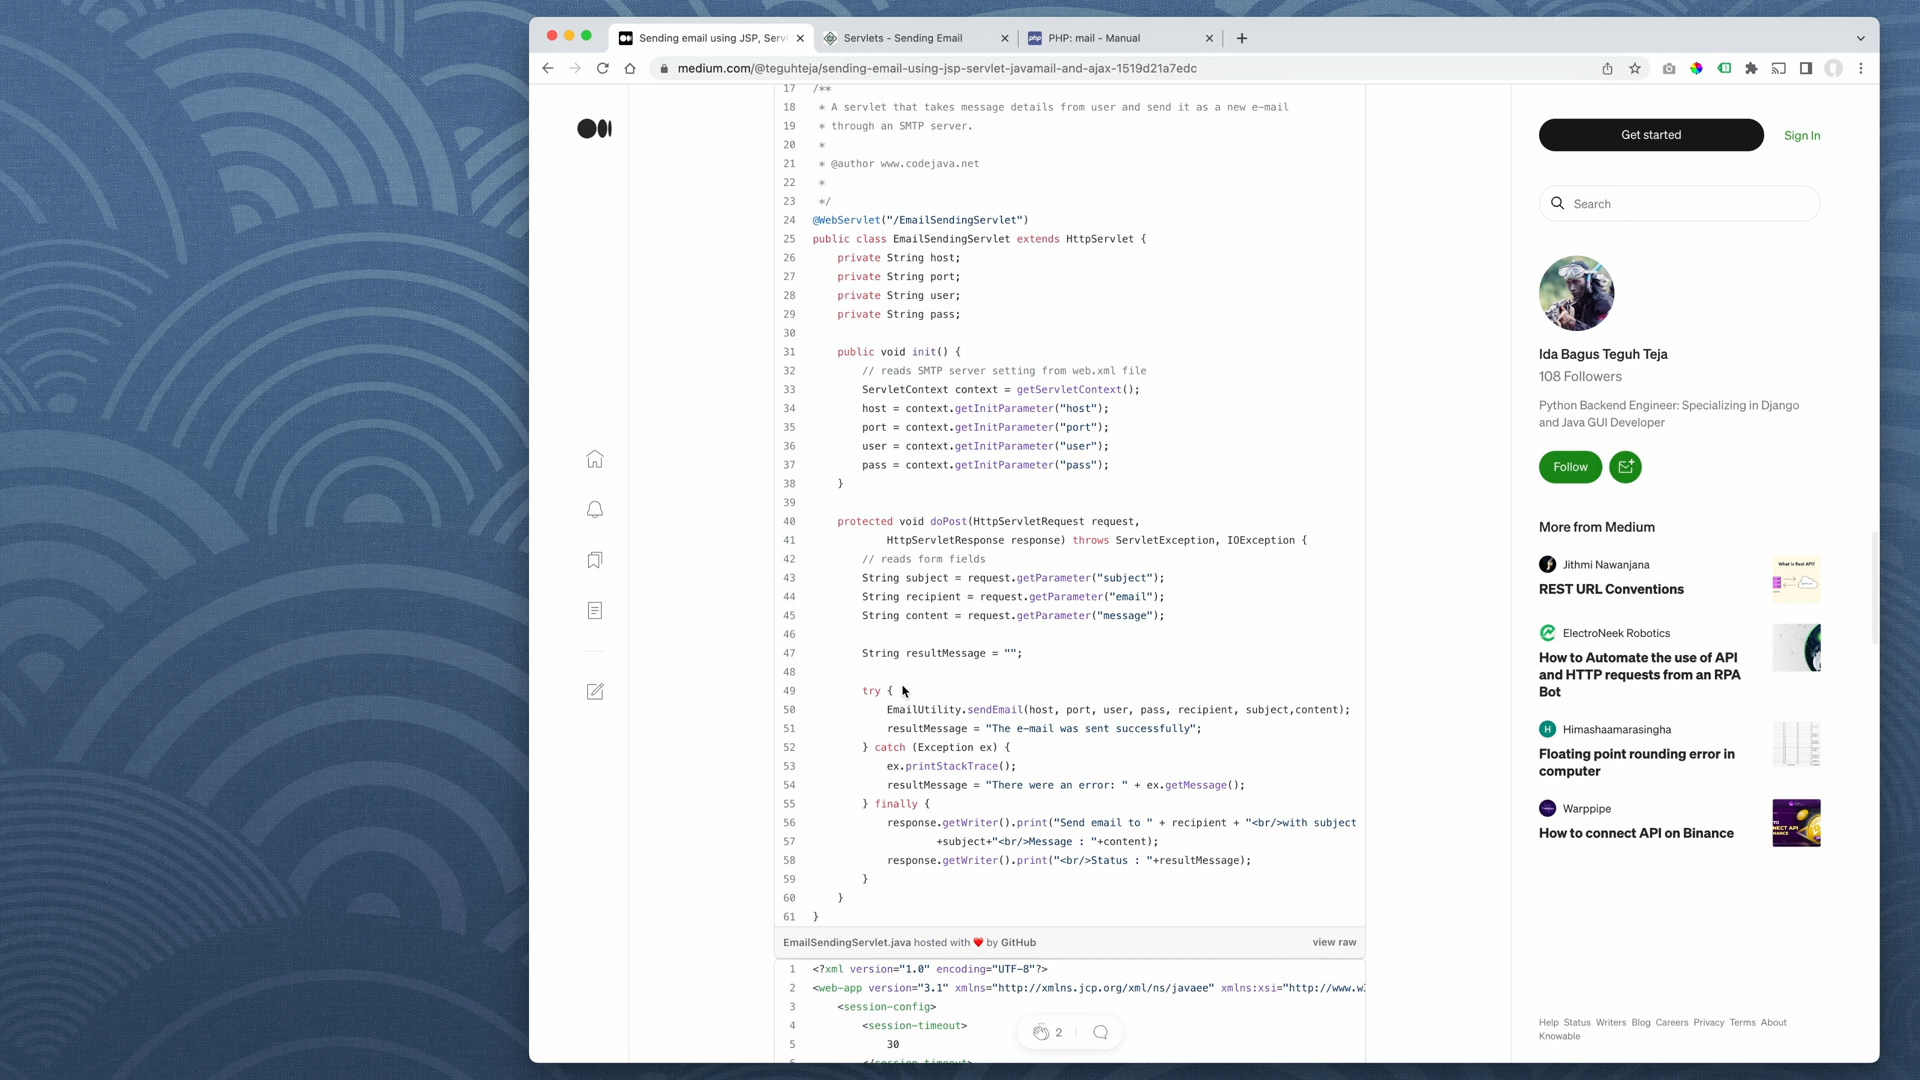 Sending email using JSP, Servl
Servlets - Sending Email
php PHP: mail - Manual
medium.com/@teguhteja/sending-email-using-jsp-servlet-javamail-and-ajax-1519d21a7edc
17 /**
18 * A servlet that takes message details from user and send it as a new e-mail
19 * through an SMTP server.
20 *
21 * @author www.codejava.net
22 *
23 */
24 @WebServlet("/EmailSendingServlet")
25 public class EmailSendingServlet extends HttpServlet {
26 private String host;
27 private String port;
28 private String user;
29 private String pass;
30
31 public void init() {
32 // reads SMTP server setting from web.xml file
33 ServletContext context = getServletContext();
34 host = context.getInitParameter("host");
35 port = context.getInitParameter("port");
36 user = context.getInitParameter("user");
37 pass = context.getInitParameter("pass");
38 }
39
40 protected void doPost(HttpServletRequest request,
41 HttpServletResponse response) throws ServletException, IOException {
42 // reads form fields
43 String subject = request.getParameter("subject");
44 String recipient = request.getParameter("email");
45 String content = request.getParameter("message");
46
47 String resultMessage = "";
48
49 try {
50 EmailUtility.sendEmail(host, port, user, pass, recipient, subject,content);
51 resultMessage = "The e-mail was sent successfully";
52 } catch (Exception ex) {
53 ex.printStackTrace();
54 resultMessage = "There were an error: " + ex.getMessage();
55 } finally {
56 response.getWriter().print("Send email to " + recipient + "<br/>with subject
57 +subject+"<br/>Message : "+content);
58 response.getWriter().print("<br/>Status : "+resultMessage);
59 }
60 }
61 }
EmailSendingServlet.java hosted with ❤ by GitHub
view raw
1 <?xml version="1.0" encoding="UTF-8"?>
2 <web-app version="3.1" xmlns="http://xmlns.jcp.org/xml/ns/javaee" xmlns:xsi="http://www.w3
3 <session-config>
4 <session-timeout>
5 30
2
Get started
Sign In
Search
Ida Bagus Teguh Teja
108 Followers
Python Backend Engineer: Specializing in Django
and Java GUI Developer
Follow
More from Medium
Jithmi Nawanjana
REST URL Conventions
What is Rest API?
ElectroNeek Robotics
How to Automate the use of API
and HTTP requests from an RPA
Bot
H Himashaamarasingha
Floating point rounding error in
computer
Warppipe
How to connect API on Binance
Help Status Writers Blog Careers Privacy Terms About
Knowable